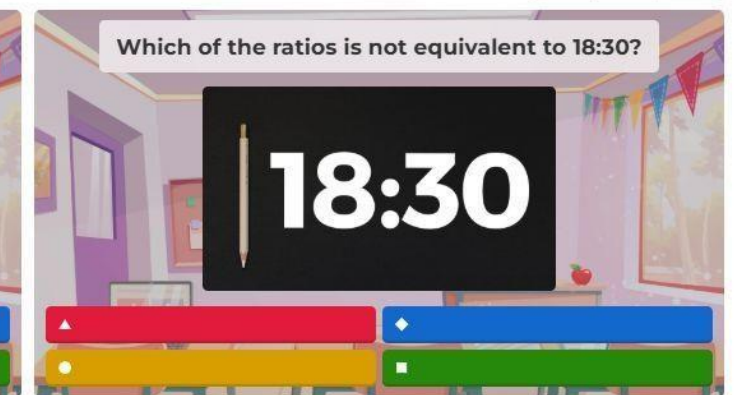 Which of the ratios is not equivalent to 18:30?
18:30